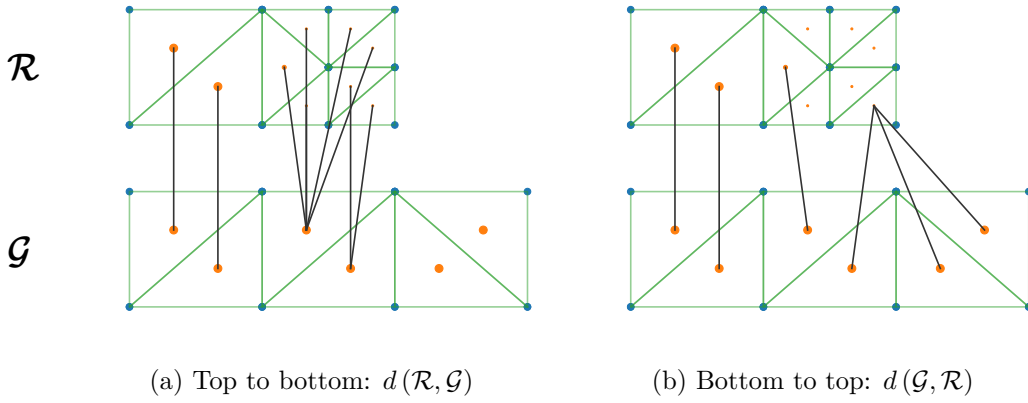 𝓡
𝓖
(a) Top to bottom: d (𝓡, 𝓖)
(b) Bottom to top: d (𝓖, 𝓡)